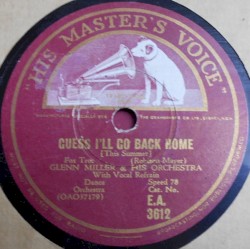 "HIS MASTER'S VOICE"
GUESS I'LL GO BACK HOME
[This Summer]
Fox Trot (Robison-Mayer)
GLENN MILLER & HIS ORCHESTRA
With Vocal Refrain
Dance Speed 78
Orchestra Cat. No.
(OA037179) E.A.
3612